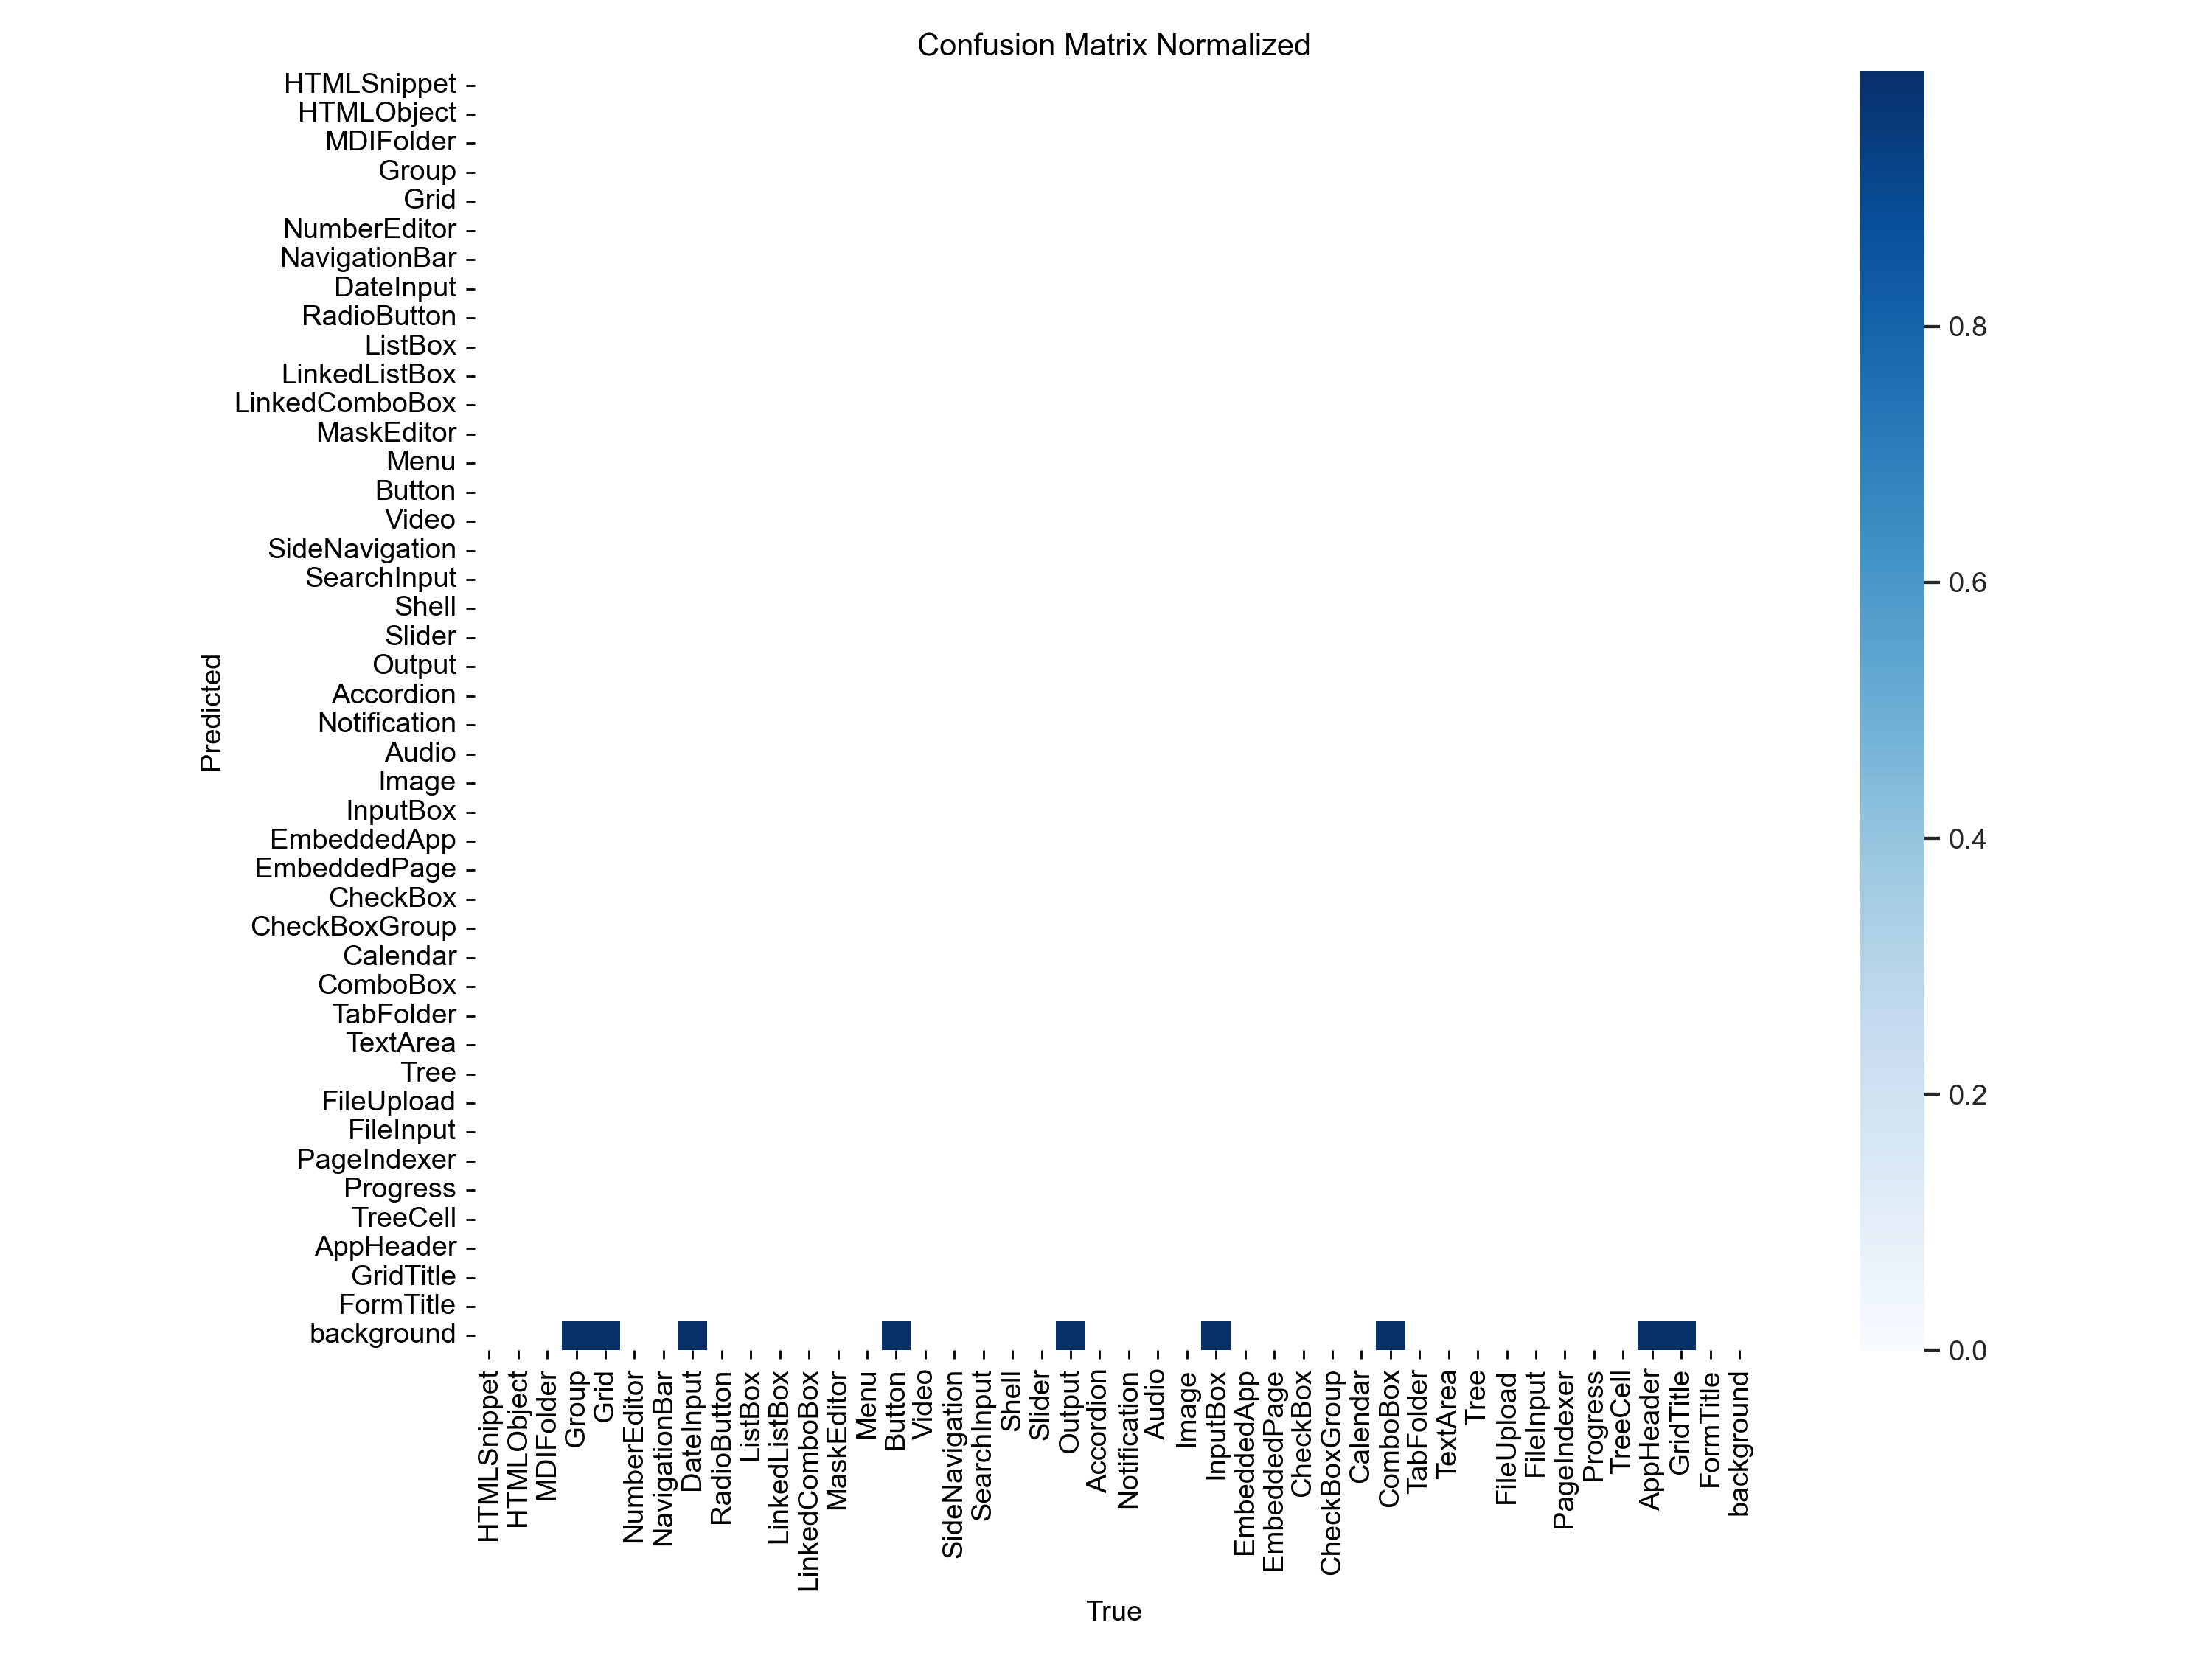 Confusion Matrix Normalized
HTMLSnippet
HTMLObject
MDIFolder
Group
Grid
NumberEditor
NavigationBar
DateInput
RadioButton
ListBox
LinkedListBox
LinkedComboBox
MaskEditor
Menu
Button
Video
SideNavigation
SearchInput
Shell
Slider
Output
Accordion
Notification
Audio
Image
InputBox
EmbeddedApp
EmbeddedPage
CheckBox
CheckBoxGroup
Calendar
ComboBox
TabFolder
TextArea
Tree
FileUpload
FileInput
PageIndexer
Progress
TreeCell
AppHeader
GridTitle
FormTitle
background
Predicted
HTMLSnippet
HTMLObject
MDIFolder
Group
Grid
NumberEditor
NavigationBar
DateInput
RadioButton
ListBox
LinkedListBox
LinkedComboBox
MaskEditor
Menu
Button
Video
SideNavigation
SearchInput
Shell
Slider
Output
Accordion
Notification
Audio
Image
InputBox
EmbeddedApp
EmbeddedPage
CheckBox
CheckBoxGroup
Calendar
ComboBox
TabFolder
TextArea
Tree
FileUpload
FileInput
PageIndexer
Progress
TreeCell
AppHeader
GridTitle
FormTitle
background
True
0.8
0.6
0.4
0.2
0.0